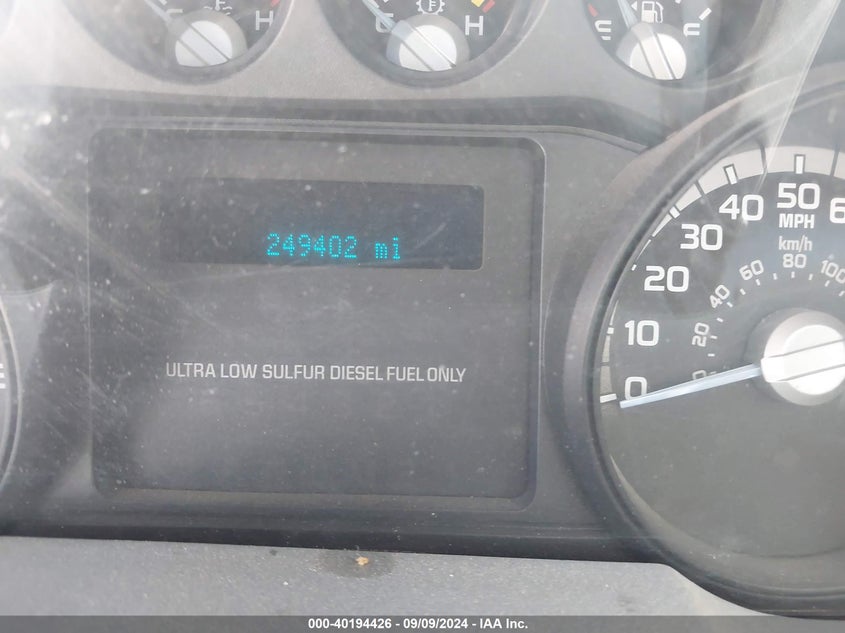 H
C
H
E
F
249402 mi
ULTRA LOW SULFUR DIESEL FUEL ONLY
0
10
20
30
40
50
MPH
km/h
20
40
60
80
100
000-40194426 - 09/09/2024 - IAA Inc.